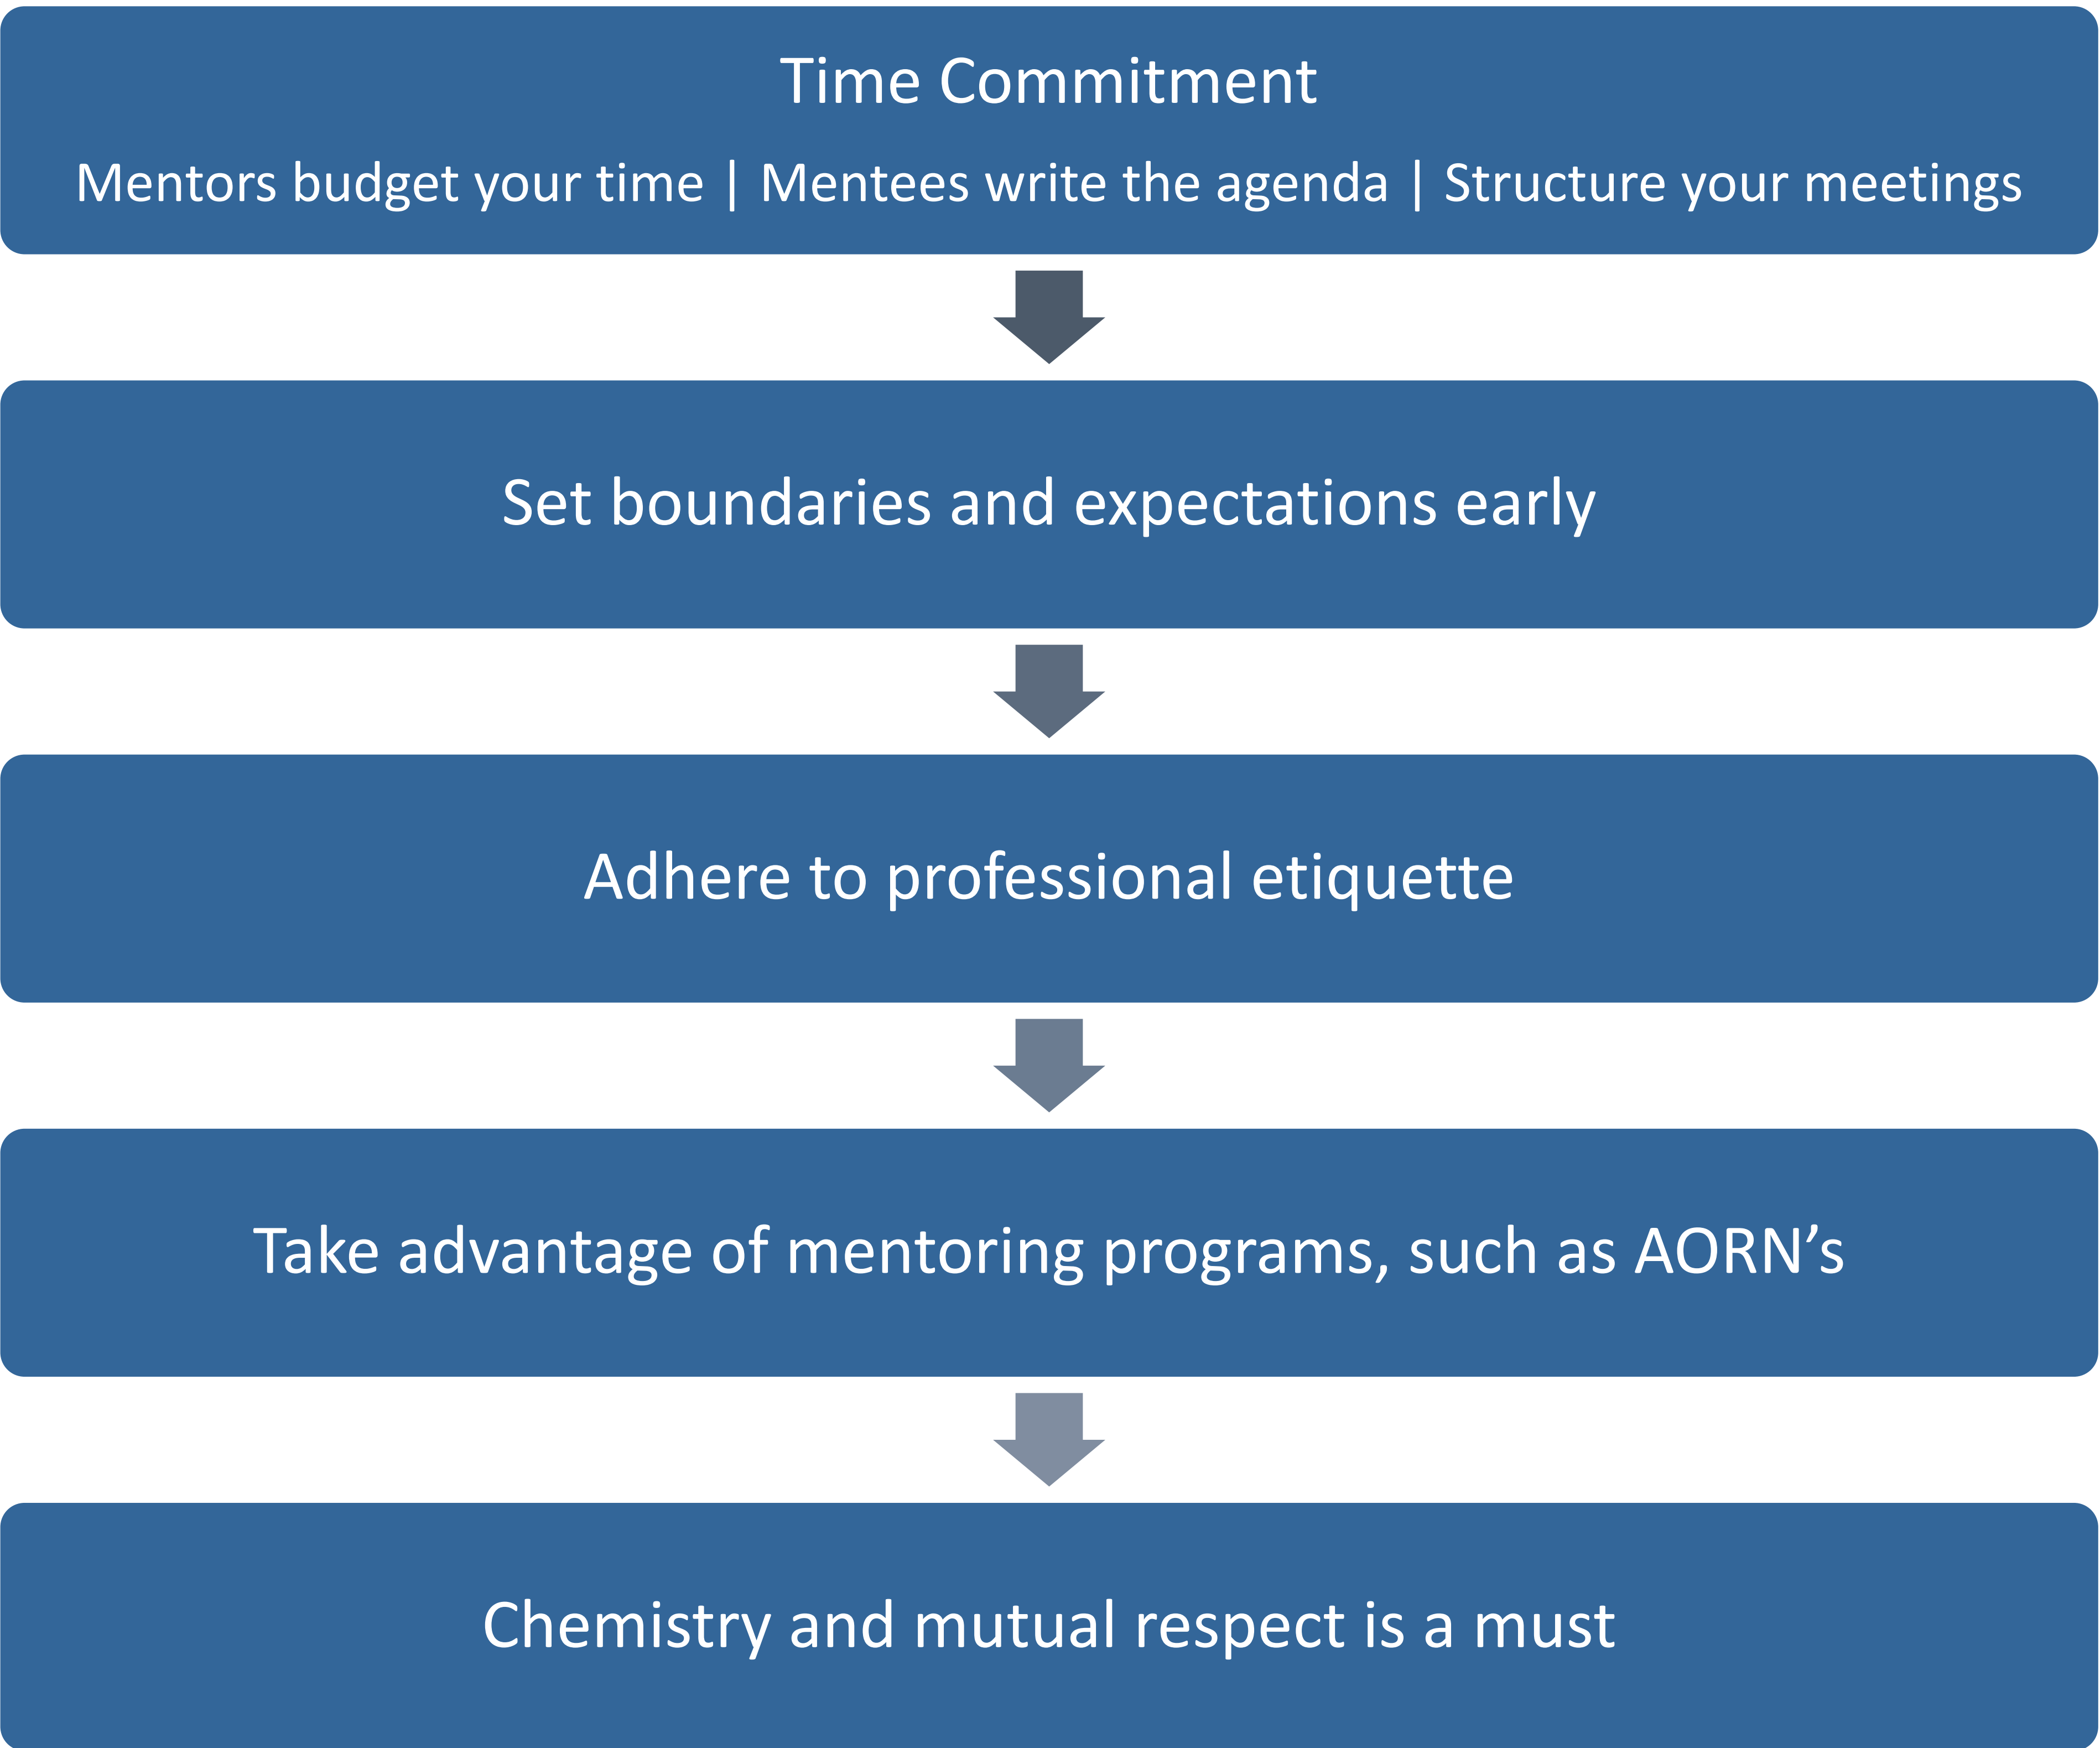 Time Commitment
Mentors budget your time | Mentees write the agenda | Structure your meetings
Set boundaries and expectations early
Adhere to professional etiquette
Take advantage of mentoring programs, such as AORN’s
Chemistry and mutual respect is a must